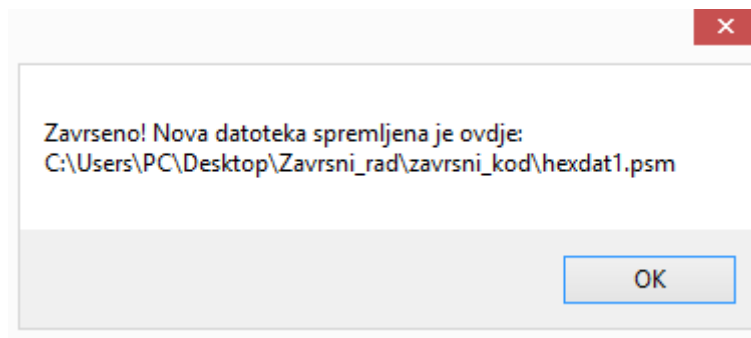 Zavrseno! Nova datoteka spremljena je ovdje:
C:\Users\PC\Desktop\Zavrsni_rad\zavrsni_kod\hexdat1.psm
OK